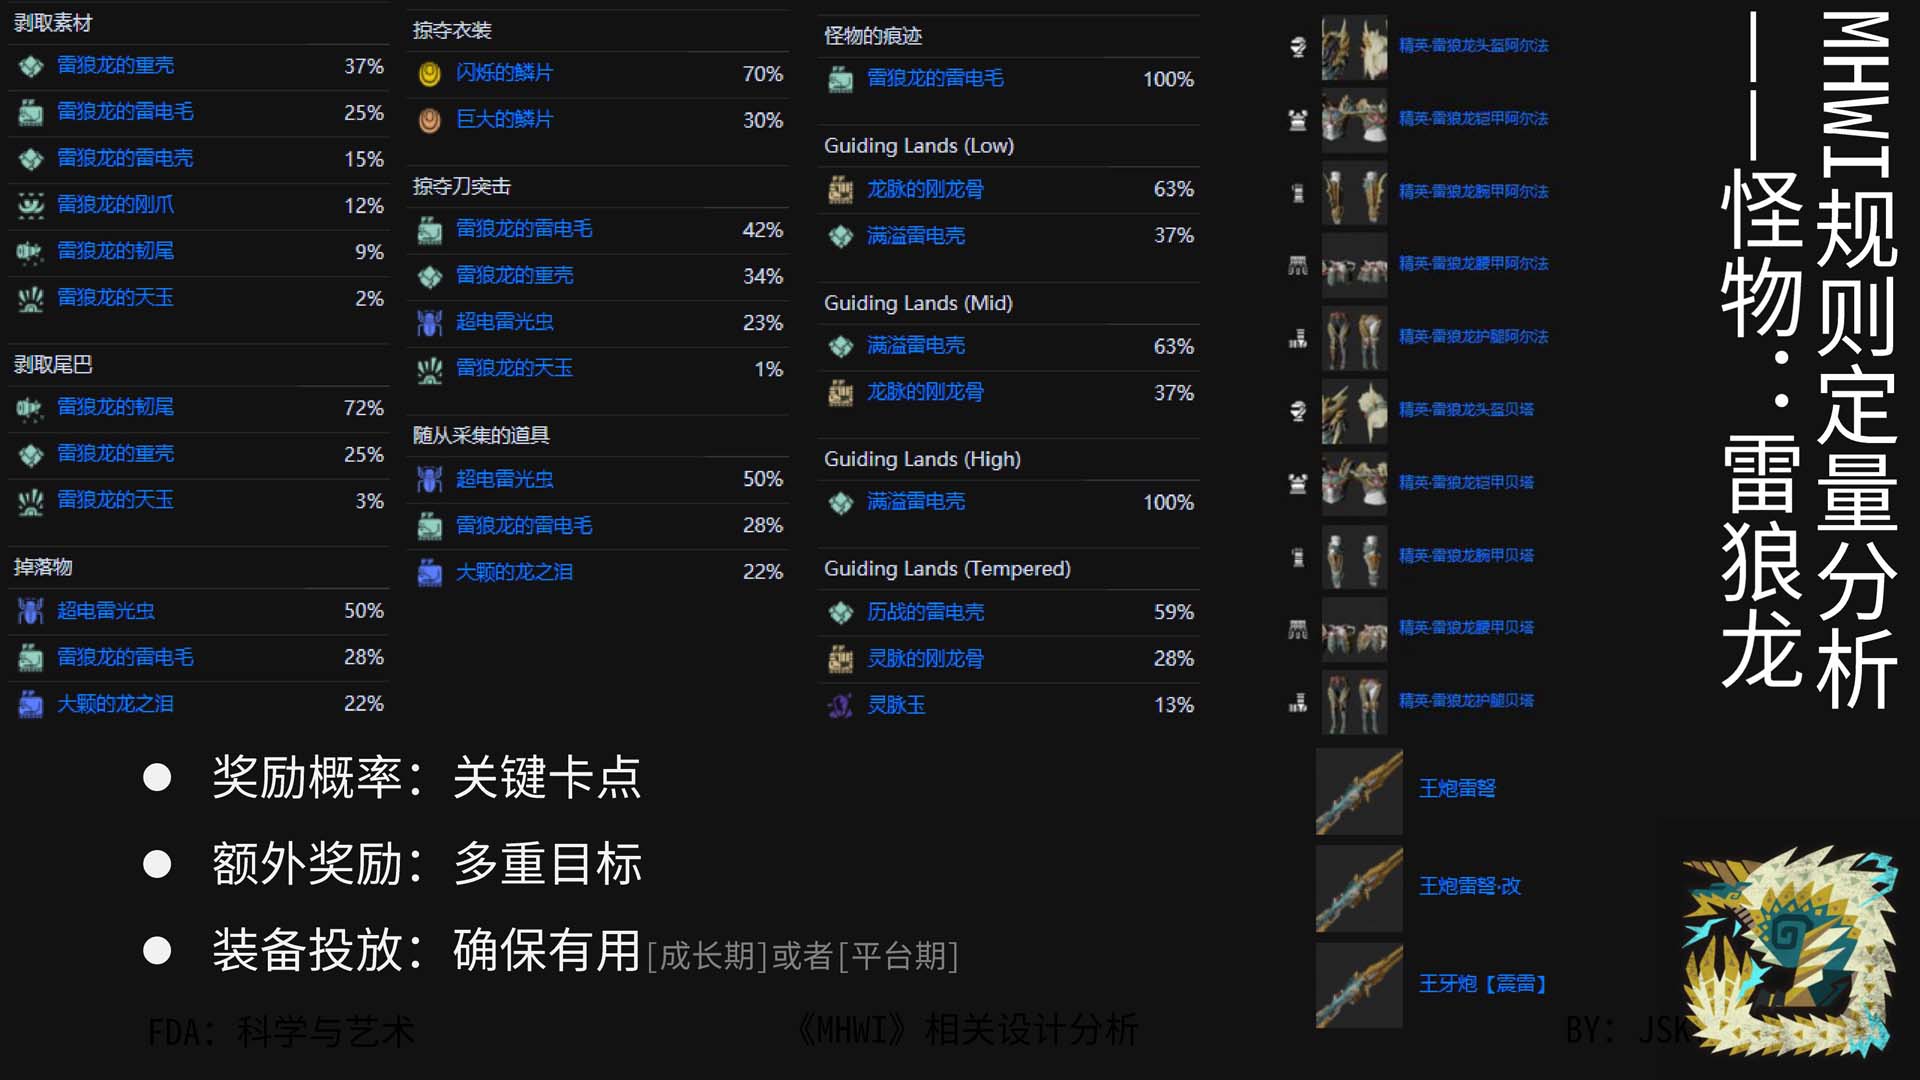 剥取素材
雷狼龙的重壳 37%
雷狼龙的雷电毛 25%
雷狼龙的雷电壳 15%
雷狼龙的刚爪 12%
雷狼龙的韧尾 9%
雷狼龙的天玉 2%
剥取尾巴
雷狼龙的韧尾 72%
雷狼龙的重壳 25%
雷狼龙的天玉 3%
掉落物
超电雷光虫 50%
雷狼龙的雷电毛 28%
大颗的龙之泪 22%
掠夺衣装
闪烁的鳞片 70%
巨大的鳞片 30%
掠夺刀突击
雷狼龙的雷电毛 42%
雷狼龙的重壳 34%
超电雷光虫 23%
雷狼龙的天玉 1%
随从采集的道具
超电雷光虫 50%
雷狼龙的雷电毛 28%
大颗的龙之泪 22%
怪物的痕迹
雷狼龙的雷电毛 100%
Guiding Lands (Low)
龙脉的刚龙骨 63%
满溢雷电壳 37%
Guiding Lands (Mid)
满溢雷电壳 63%
龙脉的刚龙骨 37%
Guiding Lands (High)
满溢雷电壳 100%
Guiding Lands (Tempered)
历战的雷电壳 59%
灵脉的刚龙骨 28%
灵脉玉 13%
精英·雷狼龙头盔阿尔法
精英·雷狼龙铠甲阿尔法
精英·雷狼龙腕甲阿尔法
精英·雷狼龙腰甲阿尔法
精英·雷狼龙护腿阿尔法
精英·雷狼龙头盔贝塔
精英·雷狼龙铠甲贝塔
精英·雷狼龙腕甲贝塔
精英·雷狼龙腰甲贝塔
精英·雷狼龙护腿贝塔
王炮雷弩
王炮雷弩·改
王牙炮【震雷】
MHWI规则定量分析
——怪物：雷狼龙
● 奖励概率：关键卡点
● 额外奖励：多重目标
● 装备投放：确保有用[成长期]或者[平台期]
FDA：科学与艺术
《MHWI》相关设计分析
BY：JSK